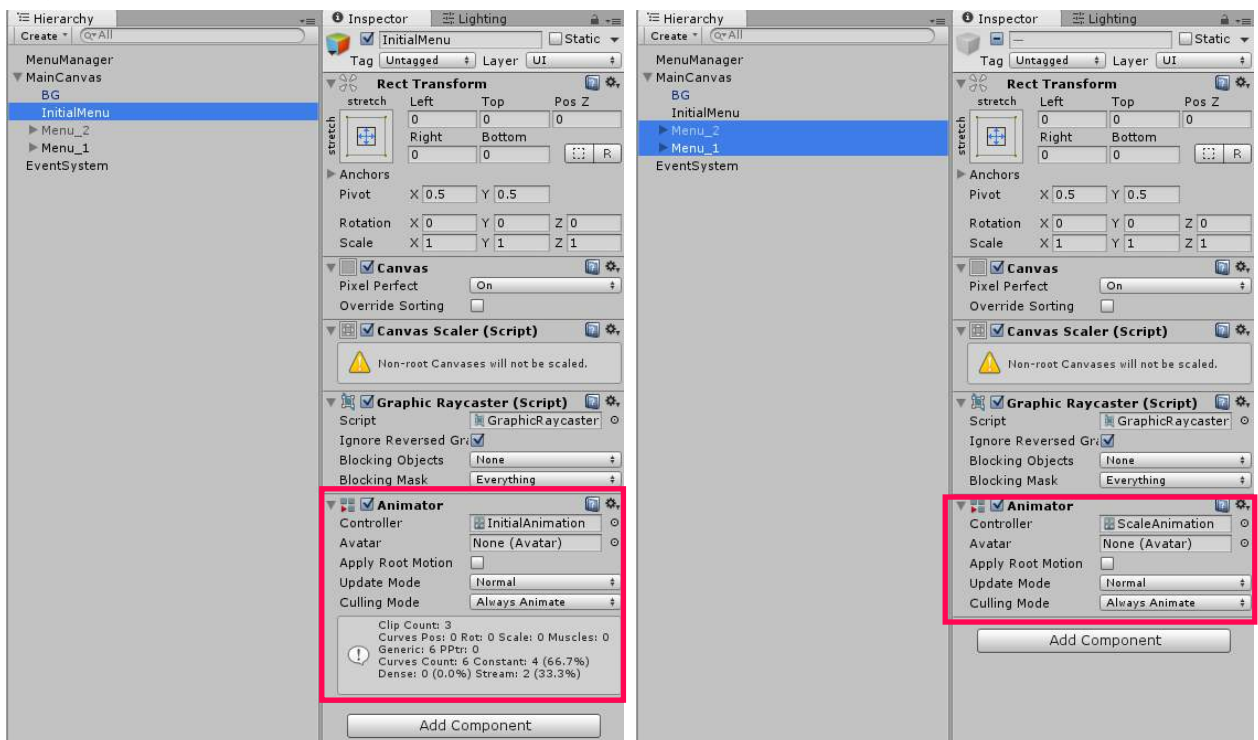 Hierarchy
Create All
MenuManager
MainCanvas
BG
InitialMenu
Menu_2
Menu_1
EventSystem
Inspector Lighting
InitialMenu Static
Tag Untagged Layer UI
Rect Transform
stretch Left Top Pos Z
stretch 0 0 0
Right Bottom
0 0 R
Anchors
Pivot X 0.5 Y 0.5
Rotation X 0 Y 0 Z 0
Scale X 1 Y 1 Z 1
Canvas
Pixel Perfect On
Override Sorting
Canvas Scaler (Script)
Non-root Canvases will not be scaled.
Graphic Raycaster (Script)
Script GraphicRaycaster
Ignore Reversed Gra
Blocking Objects None
Blocking Mask Everything
Animator
Controller InitialAnimation
Avatar None (Avatar)
Apply Root Motion
Update Mode Normal
Culling Mode Always Animate
Clip Count: 3
Curves Pos: 0 Rot: 0 Scale: 0 Muscles: 0
Generic: 6 PPtr: 0
Curves Count: 6 Constant: 4 (66.7%)
Dense: 0 (0.0%) Stream: 2 (33.3%)
Add Component
Hierarchy
Create All
MenuManager
MainCanvas
BG
InitialMenu
Menu_2
Menu_1
EventSystem
Inspector Lighting
— Static
Tag Untagged Layer UI
Rect Transform
stretch Left Top Pos Z
stretch 0 0 0
Right Bottom
0 0 R
Anchors
Pivot X 0.5 Y 0.5
Rotation X 0 Y 0 Z 0
Scale X 1 Y 1 Z 1
Canvas
Pixel Perfect On
Override Sorting
Canvas Scaler (Script)
Non-root Canvases will not be scaled.
Graphic Raycaster (Script)
Script GraphicRaycaster
Ignore Reversed Gra
Blocking Objects None
Blocking Mask Everything
Animator
Controller ScaleAnimation
Avatar None (Avatar)
Apply Root Motion
Update Mode Normal
Culling Mode Always Animate
Add Component